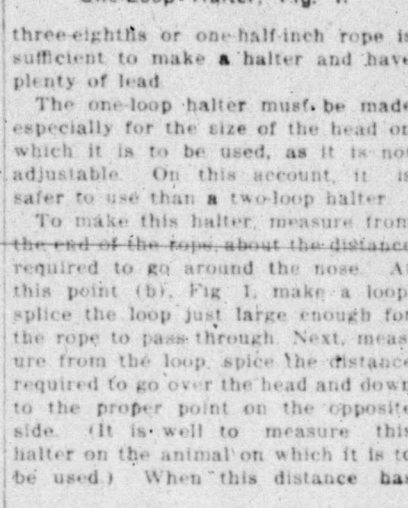 One-Loop Halter, Fig. 1.
three-eighths or one-half-inch rope is
sufficient to make a halter and have
plenty of lead
The one-loop halter must be made
especially for the size of the head on
which it is to be used, as it is not
adjustable. On this account, it is
safer to use than a two-loop halter
To make this halter, measure from
the end of the rope, about the distance
required to go around the nose. At
this point (b), Fig 1, make a loop
splice the loop just large enough for
the rope to pass through. Next, meas
ure from the loop, spice the distance
required to go over the head and down
to the proper point on the opposite
side. (It is well to measure this
halter on the animal on which it is to
be used.) When this distance has